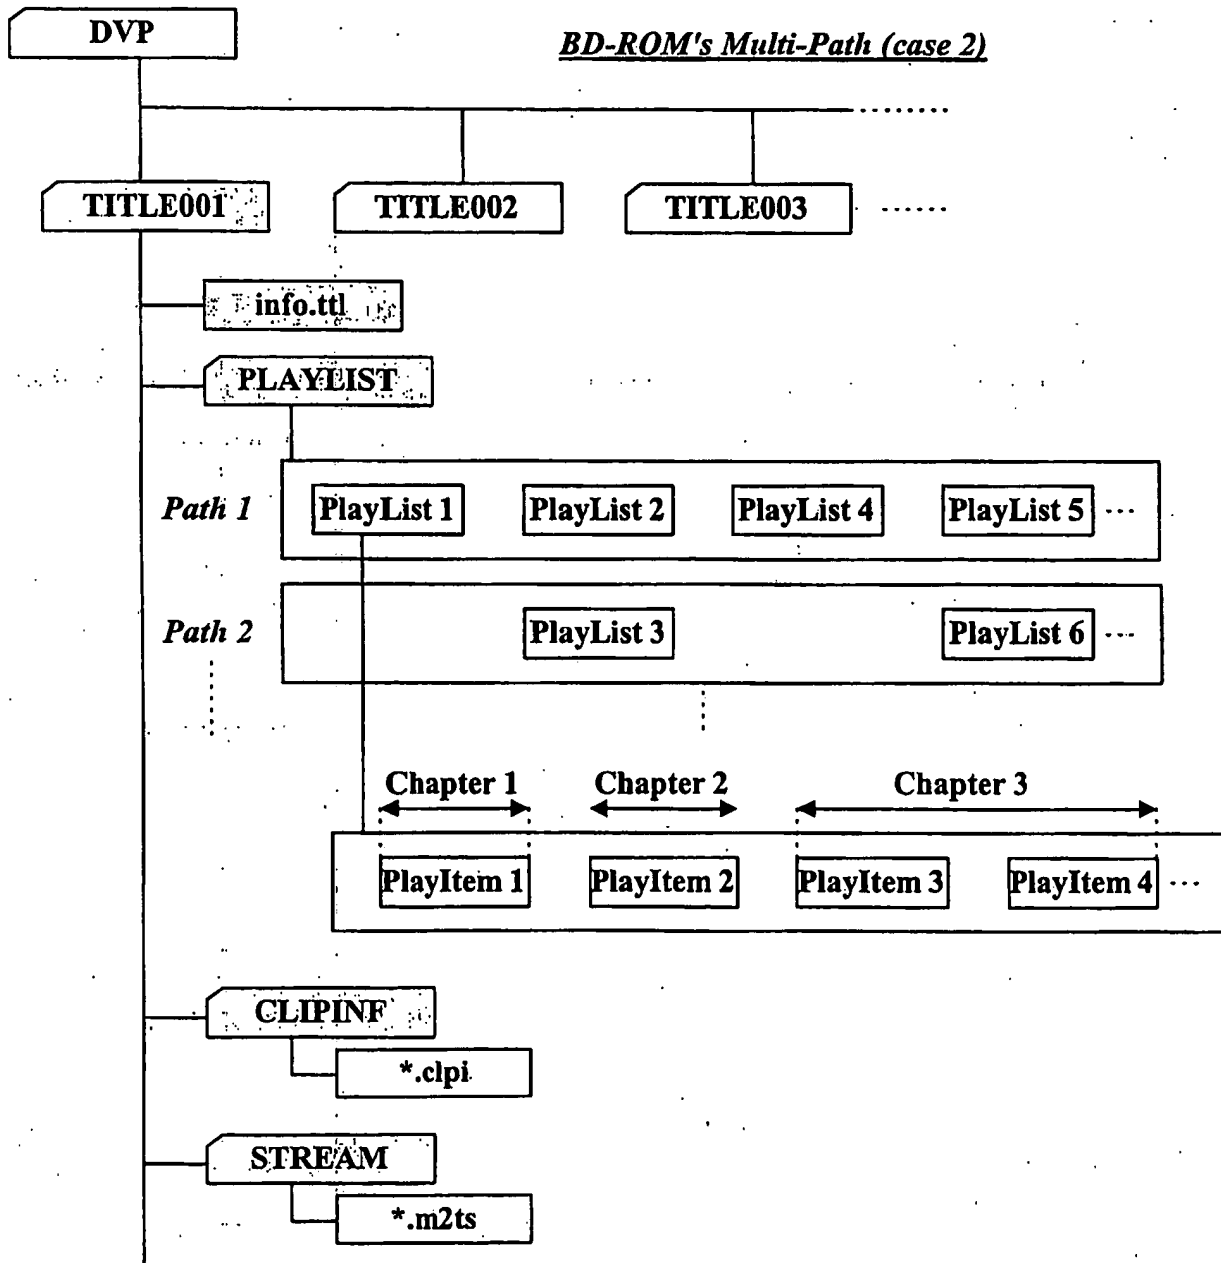 DVP
BD-ROM's Multi-Path (case 2)
TITLE001
TITLE002
TITLE003
info.ttl
PLAYLIST
Path 1
PlayList 1
PlayList 2
PlayList 4
PlayList 5
Path 2
PlayList 3
PlayList 6
Chapter 1
Chapter 2
Chapter 3
PlayItem 1
PlayItem 2
PlayItem 3
PlayItem 4
CLIPINF
*.clpi
STREAM
*.m2ts